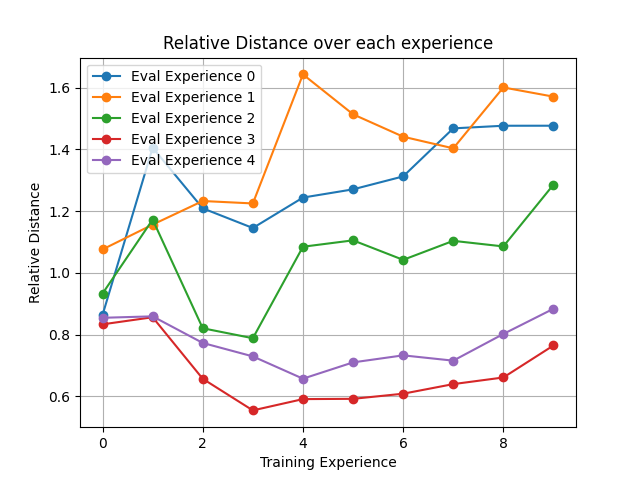 Relative Distance over each experience
Eval Experience 0
Eval Experience 1
Eval Experience 2
Eval Experience 3
Eval Experience 4
1.6
1.4
1.2
1.0
0.8
0.6
Relative Distance
0 2 4 6 8
Training Experience